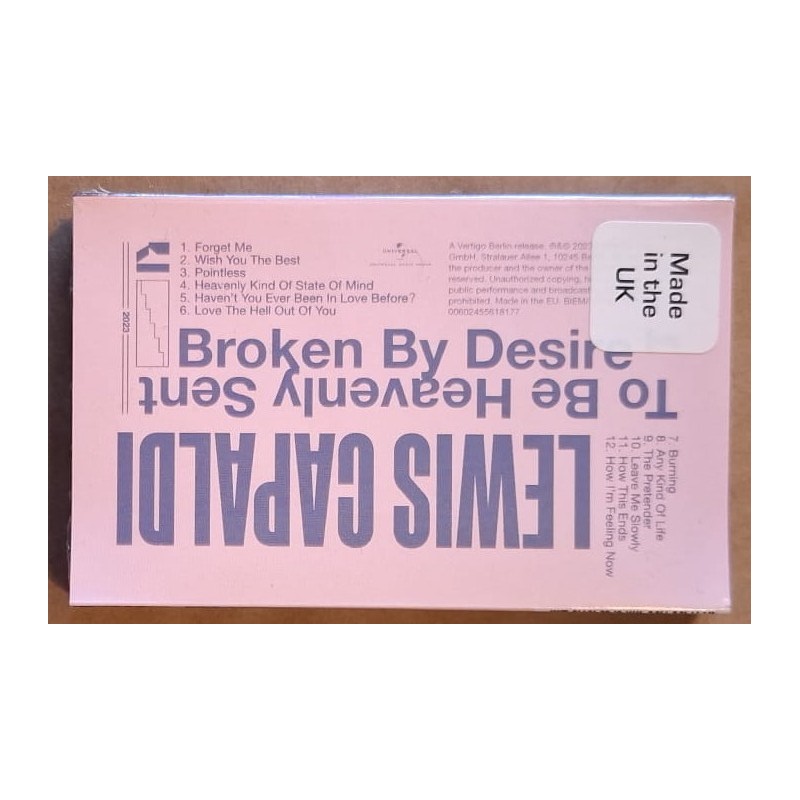 1. Forget Me
2. Wish You The Best
3. Pointless
4. Heavenly Kind Of State Of Mind
5. Haven't You Ever Been In Love Before?
6. Love The Hell Out Of You
UNIVERSAL
A Vertigo Berlin release.
GmbH, Stralauer Allee 1, 10245
the producer and the owner of the
reserved. Unauthorized copying,
public performance and broadcast
prohibited. Made in the EU. BIEM/
00602455618177
Made
in the
UK
2023
Broken By Desire
To Be Heavenly Sent
LEWIS CAPALDI
7 Burning
8. Any Kind Of Life
9. The Pretender
10. Leave Me Slowly
11. How This Ends
12. How I'm Feeling Now